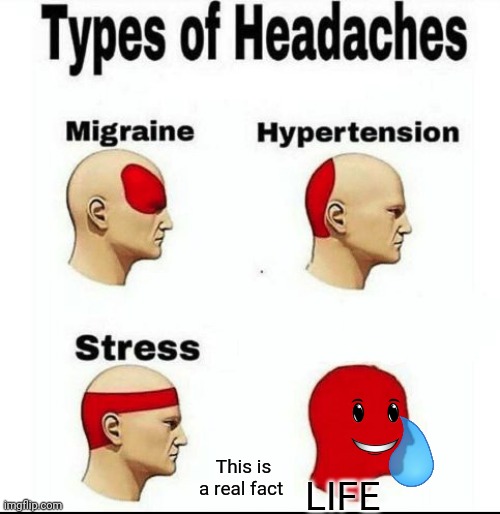 Types of Headaches
Migraine
Hypertension
Stress
This is
a real fact
LIFE
imgflip.com